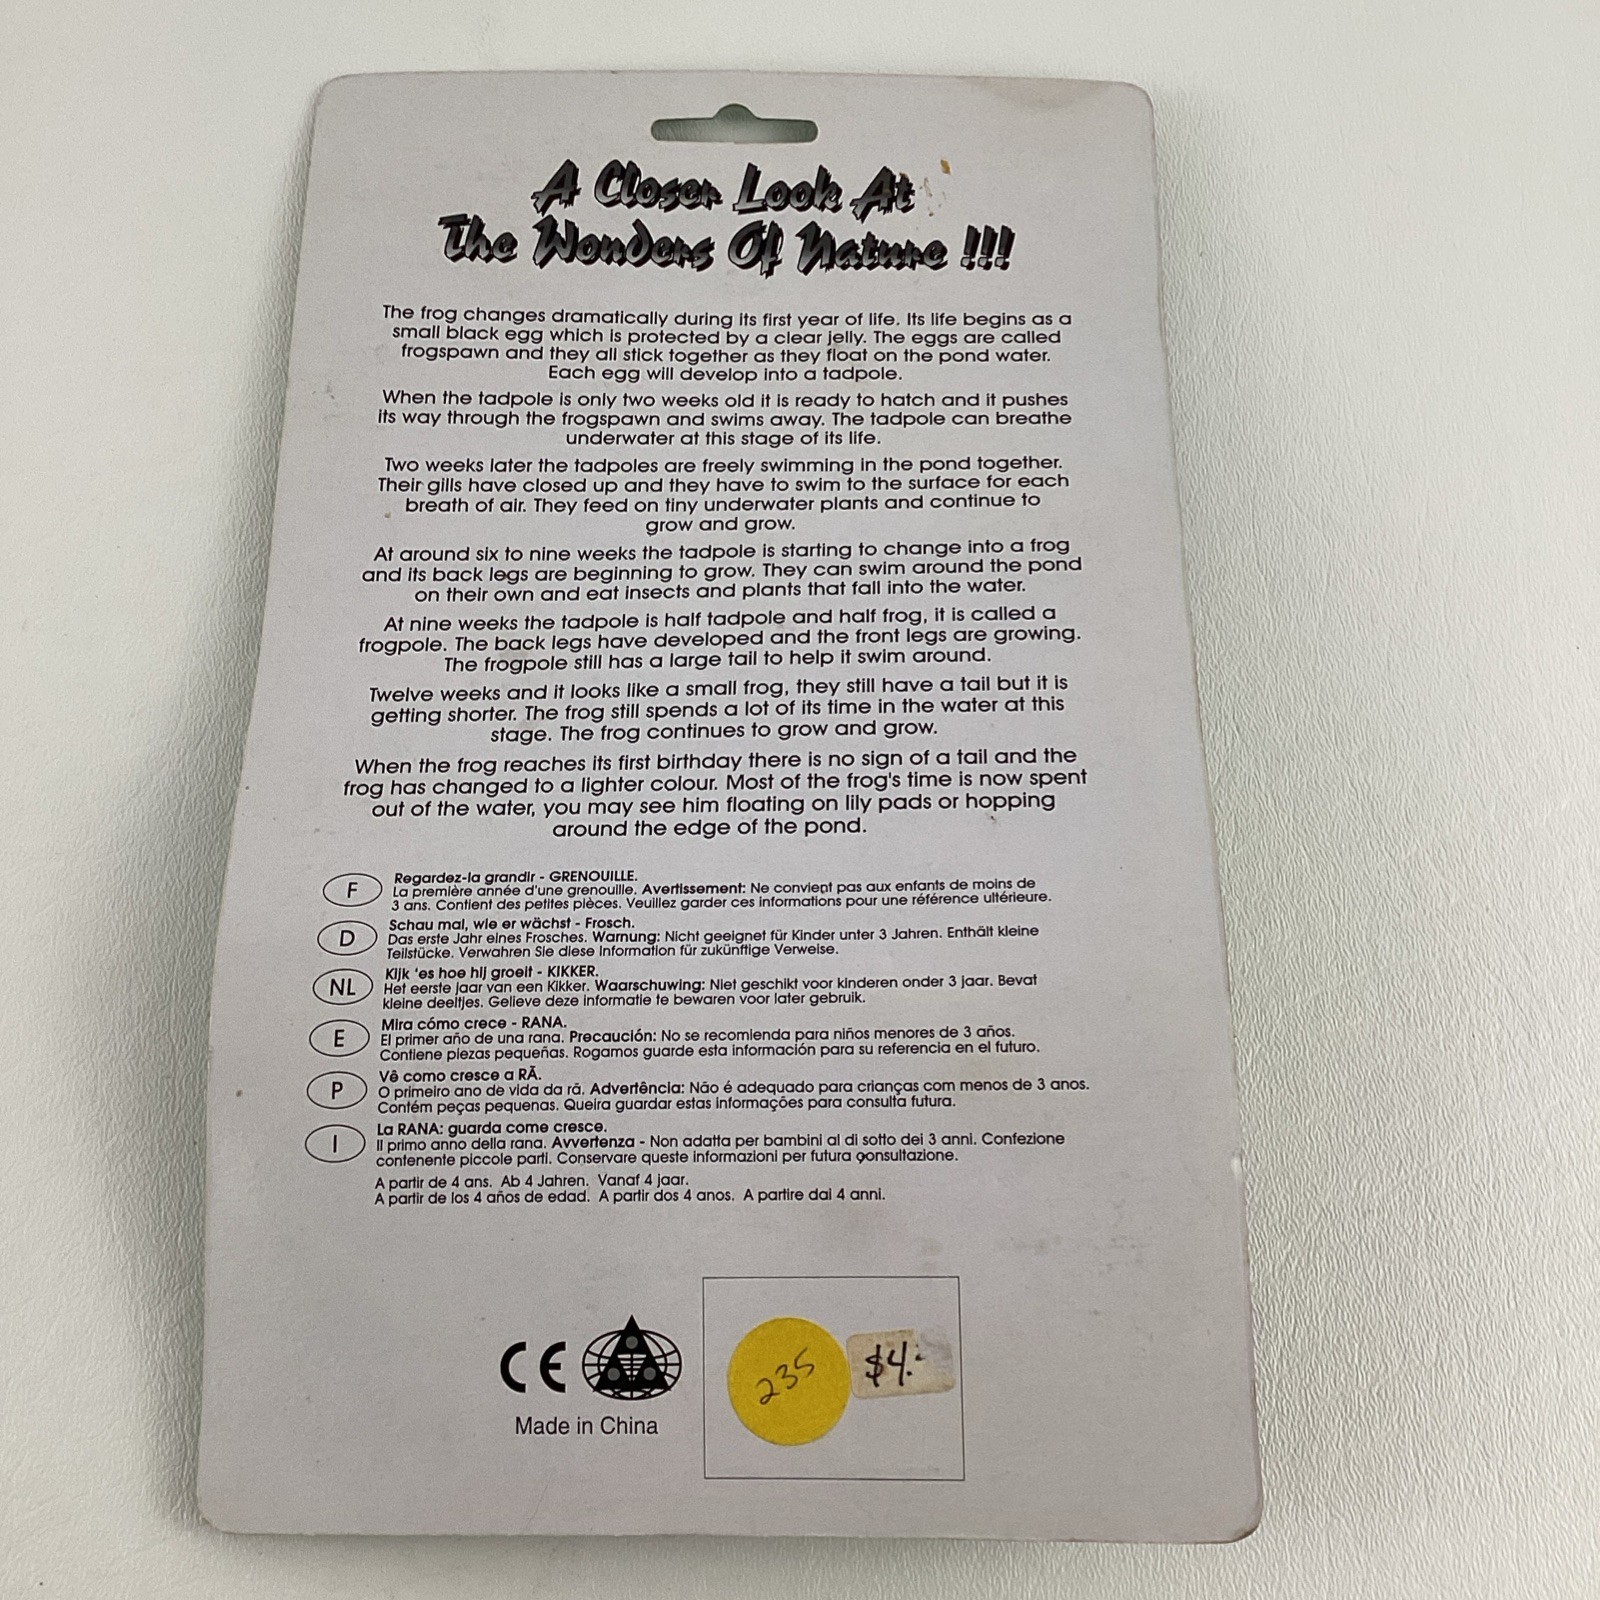 A Closer Look At
The Wonders Of Nature !!!
The frog changes dramatically during its first year of life. Its life begins as a
small black egg which is protected by a clear jelly. The eggs are called
frogspawn and they all stick together as they float on the pond water.
Each egg will develop into a tadpole.
When the tadpole is only two weeks old it is ready to hatch and it pushes
its way through the frogspawn and swims away. The tadpole can breathe
underwater at this stage of its life.
Two weeks later the tadpoles are freely swimming in the pond together.
Their gills have closed up and they have to swim to the surface for each
breath of air. They feed on tiny underwater plants and continue to
grow and grow.
At around six to nine weeks the tadpole is starting to change into a frog
and its back legs are beginning to grow. They can swim around the pond
on their own and eat insects and plants that fall into the water.
At nine weeks the tadpole is half tadpole and half frog, it is called a
frogpole. The back legs have developed and the front legs are growing.
The frogpole still has a large tail to help it swim around.
Twelve weeks and it looks like a small frog, they still have a tail but it is
getting shorter. The frog still spends a lot of its time in the water at this
stage. The frog continues to grow and grow.
When the frog reaches its first birthday there is no sign of a tail and the
frog has changed to a lighter colour. Most of the frog's time is now spent
out of the water, you may see him floating on lily pads or hopping
around the edge of the pond.
F
Regardez-la grandir - GRENOUILLE.
La première année d'une grenouille. Avertissement: Ne convient pas aux enfants de moins de
3 ans. Contient des petites pièces. Veuillez garder ces informations pour une référence ultérieure.
D
Schau mal, wie er wächst - Frosch.
Das erste Jahr eines Frosches. Warnung: Nicht geeignet für Kinder unter 3 Jahren. Enthält kleine
Teilstücke. Verwahren Sie diese Information für zukünftige Verweise.
NL
Kijk 'es hoe hij groeit - KIKKER.
Het eerste jaar van een Kikker. Waarschuwing: Niet geschikt voor kinderen onder 3 jaar. Bevat
kleine deeltjes. Gelieve deze informatie te bewaren voor later gebruik.
E
Mira cómo crece - RANA.
El primer año de una rana. Precaución: No se recomienda para niños menores de 3 años.
Contiene piezas pequeñas. Rogamos guarde esta información para su referencia en el futuro.
P
Vê como cresce a RÃ.
O primeiro ano de vida da rã. Advertência: Não é adequado para crianças com menos de 3 anos.
Contém peças pequenas. Queira guardar estas informações para consulta futura.
I
La RANA: guarda come cresce.
Il primo anno della rana. Avvertenza - Non adatta per bambini al di sotto dei 3 anni. Confezione
contenente piccole parti. Conservare queste informazioni per futura consultazione.
A partir de 4 ans. Ab 4 Jahren. Vanaf 4 jaar.
A partir de los 4 años de edad. A partir dos 4 anos. A partire dai 4 anni.
CE
Made in China
235
$4.-